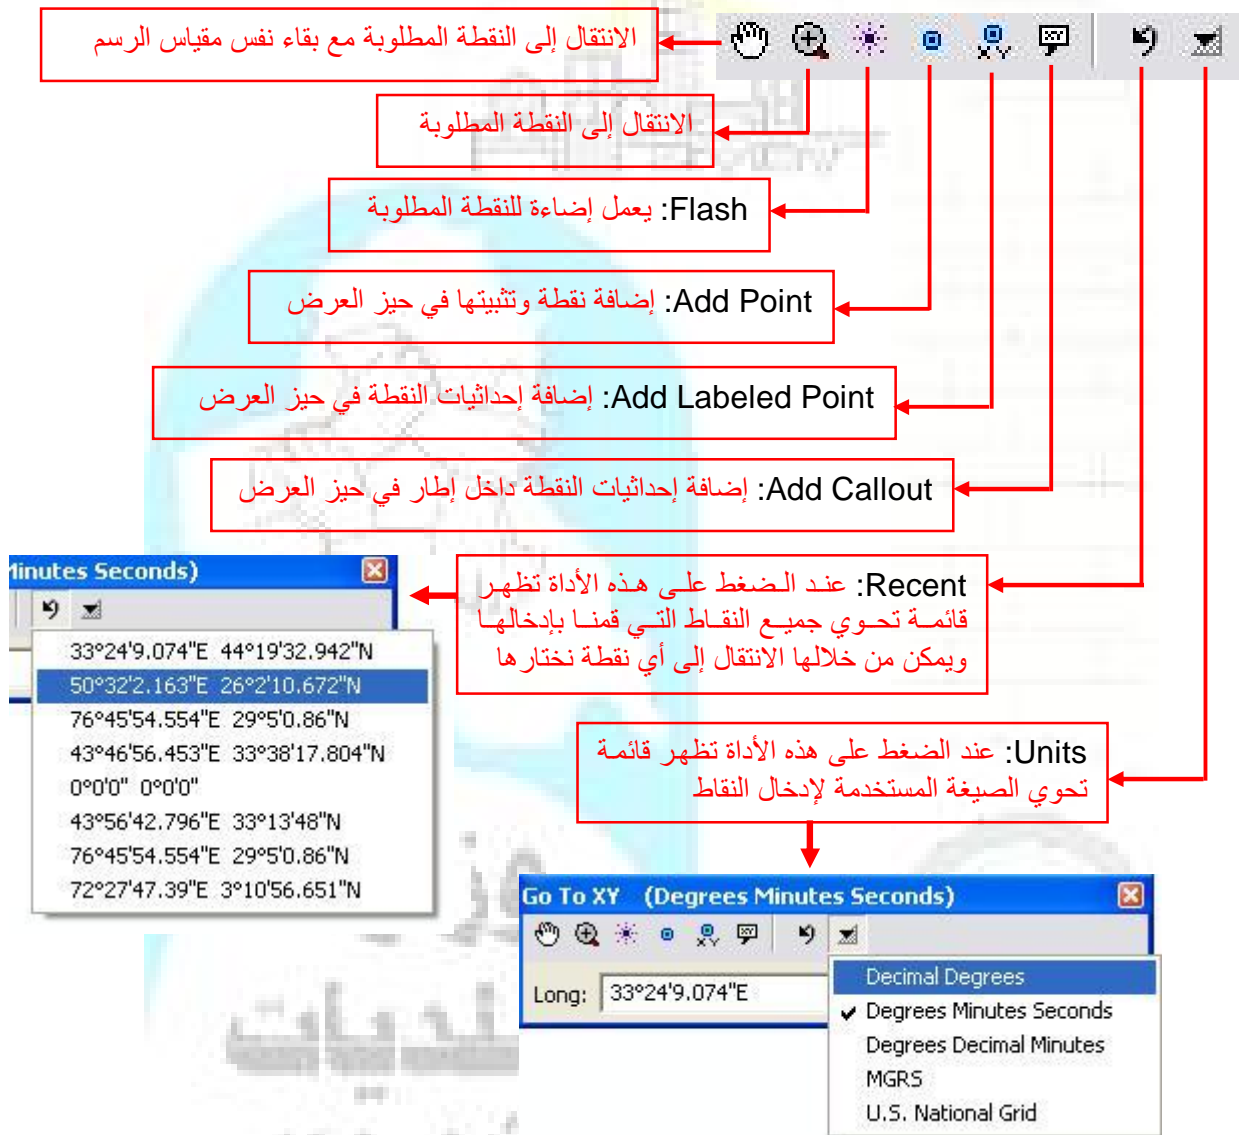 الانتقال إلى النقطة المطلوبة مع بقاء نفس مقياس الرسم
الانتقال إلى النقطة المطلوبة
Flash: يعمل إضاءة للنقطة المطلوبة
Add Point: إضافة نقطة وتثبيتها في حيز العرض
Add Labeled Point: إضافة إحداثيات النقطة في حيز العرض
Add Callout: إضافة إحداثيات النقطة داخل إطار في حيز العرض
Recent: عند الضغط على هذه الأداة تظهر
قائمة تحوي جميع النقاط التي قمنا بإدخالها
ويمكن من خلالها الانتقال إلى أي نقطة نختارها
Minutes Seconds)
33°24'9.074"E 44°19'32.942"N
50°32'2.163"E 26°2'10.672"N
76°45'54.554"E 29°5'0.86"N
43°46'56.453"E 33°38'17.804"N
0°0'0" 0°0'0"
43°56'42.796"E 33°13'48"N
76°45'54.554"E 29°5'0.86"N
72°27'47.39"E 3°10'56.651"N
Units: عند الضغط على هذه الأداة تظهر قائمة
تحوي الصيغة المستخدمة لإدخال النقاط
Go To XY (Degrees Minutes Seconds)
Long: 33°24'9.074"E
Decimal Degrees
Degrees Minutes Seconds
Degrees Decimal Minutes
MGRS
U.S. National Grid